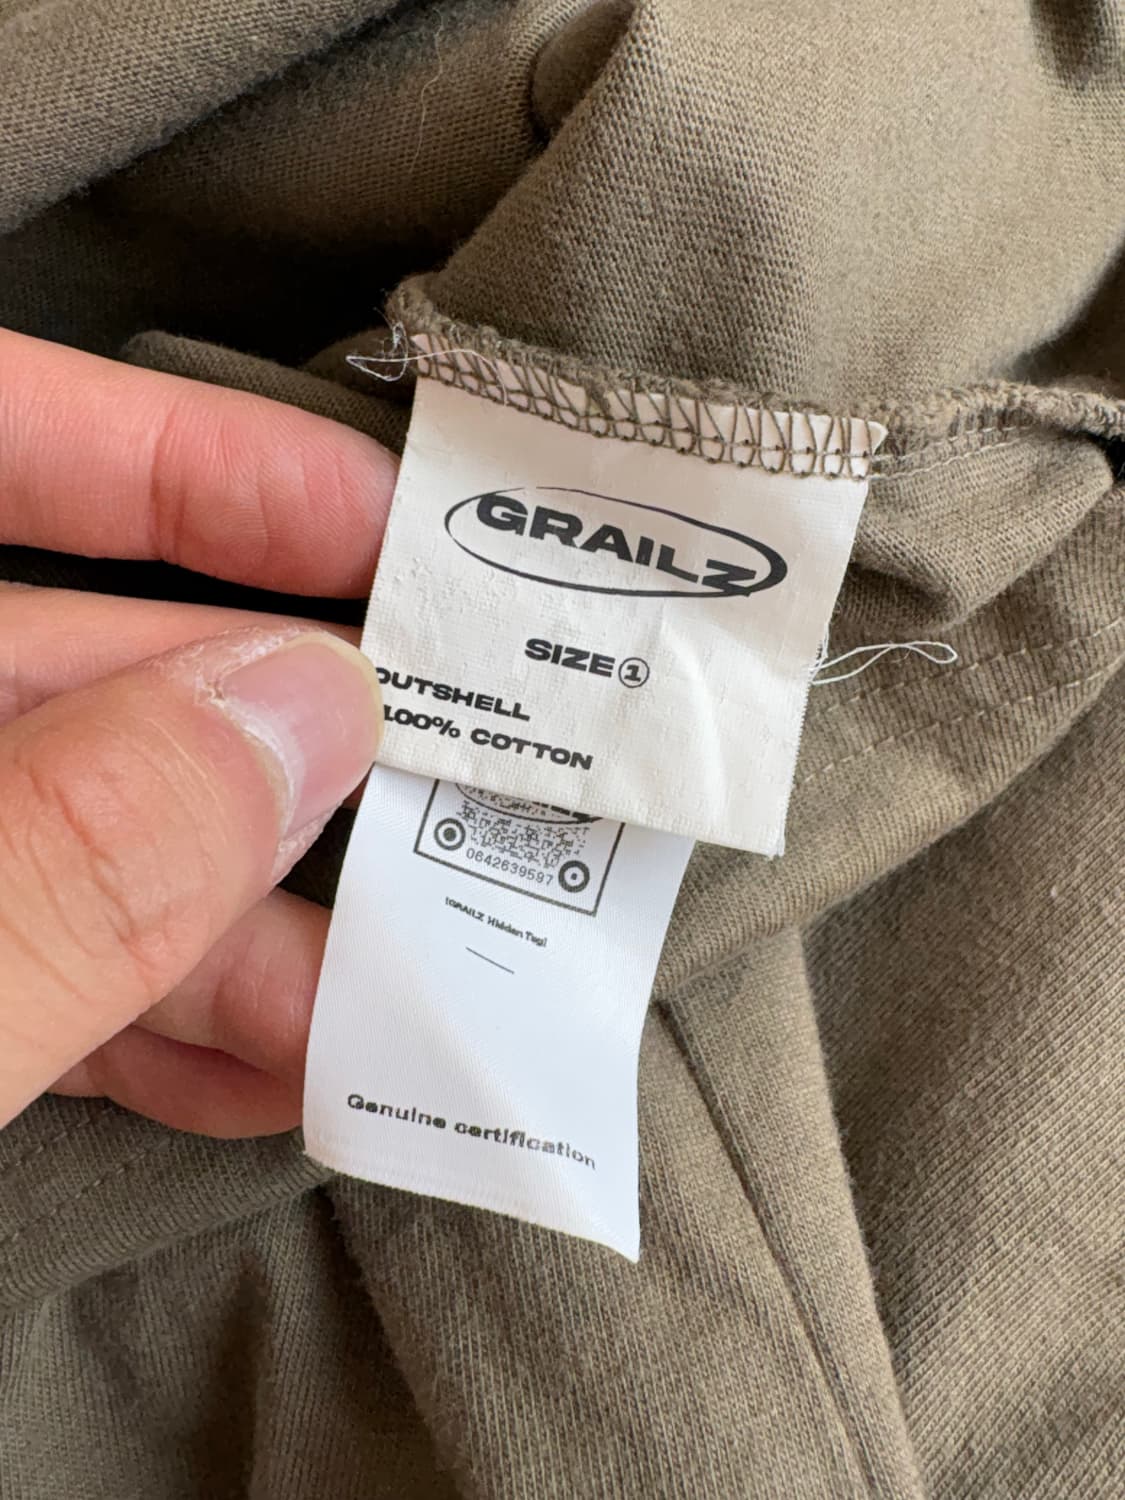 GRAILZ
SIZE ①
OUTSHELL
100% COTTON
0642639597
[GRAILZ Hidden Tag]
Genuine certification